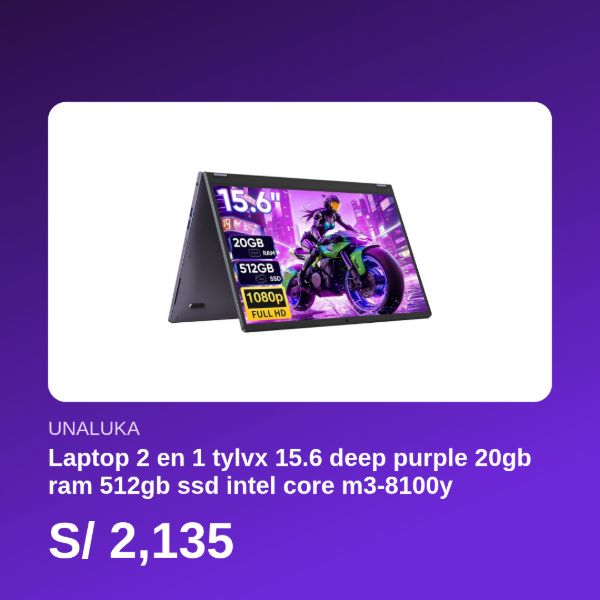 15.6"
20GB
RAM
512GB
SSD
1080p
FULL HD
UNALUKA
Laptop 2 en 1 tylvx 15.6 deep purple 20gb
ram 512gb ssd intel core m3-8100y
S/ 2,135